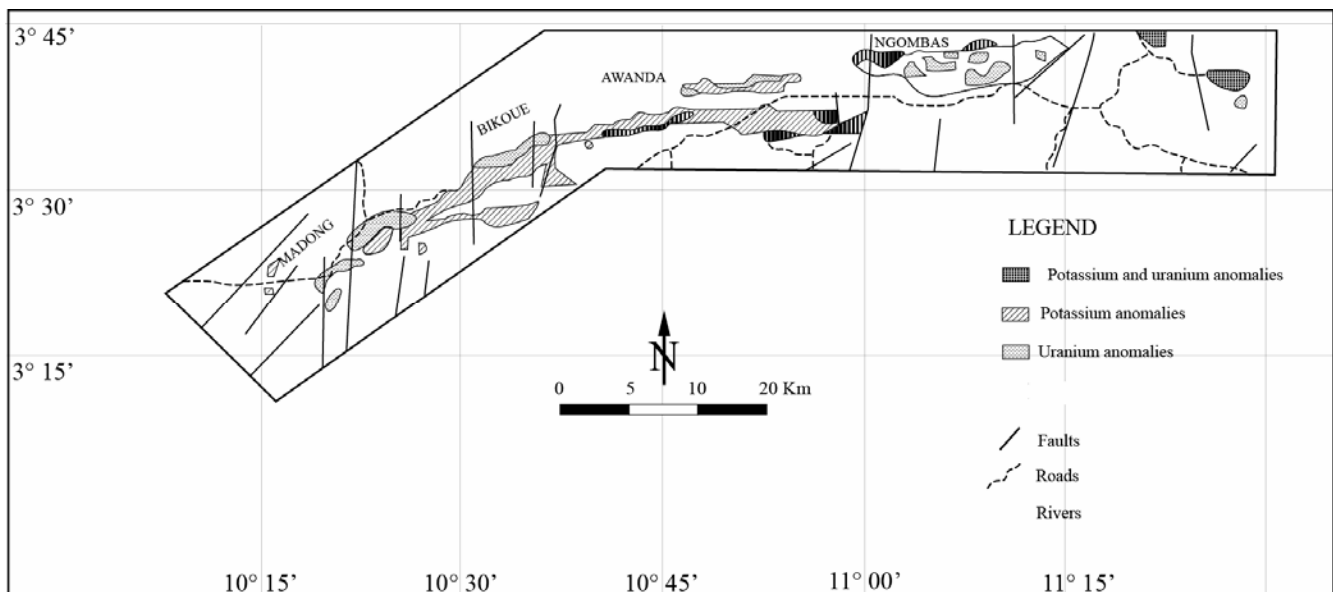 3° 45’
NGOMBAS
AWANDA
BIKOUE
3° 30’
MADONG
LEGEND
Potassium and uranium anomalies
Potassium anomalies
Uranium anomalies
3° 15’
N
0 5 10 20 Km
Faults
Roads
Rivers
10° 15’ 10° 30’ 10° 45’ 11° 00’ 11° 15’